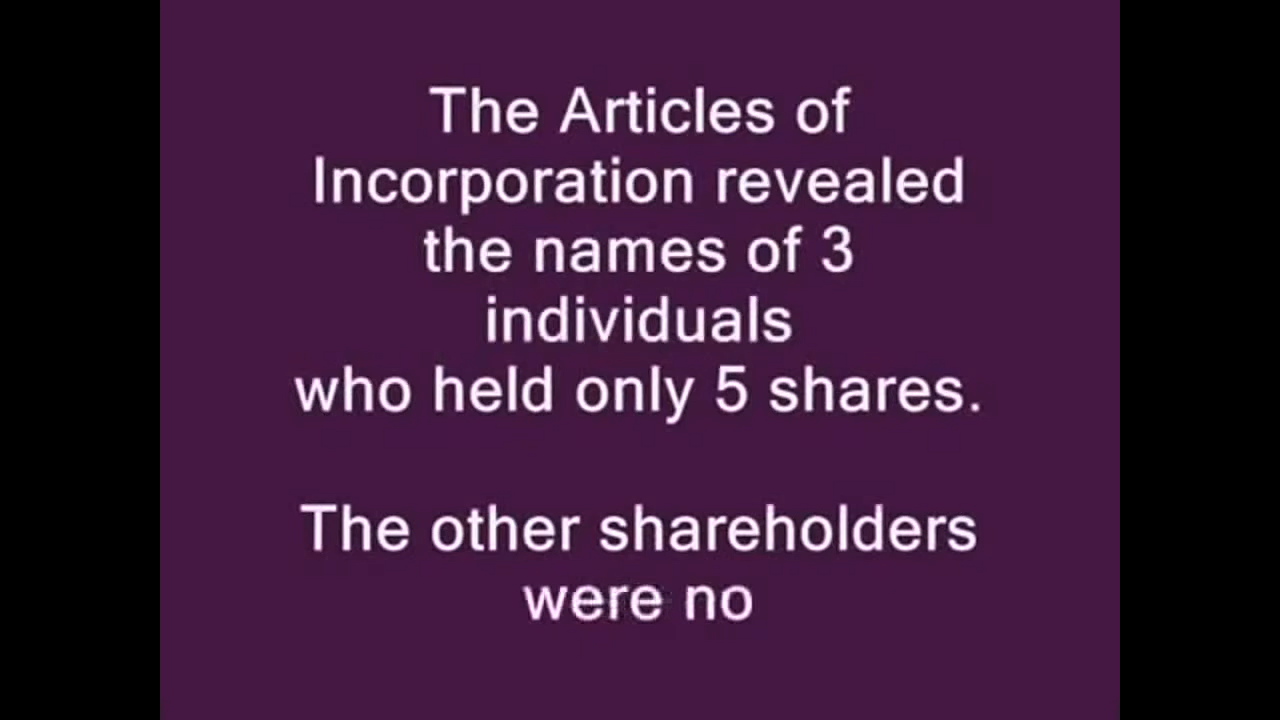 The Articles of
Incorporation revealed
the names of 3
individuals
who held only 5 shares.
The other shareholders
were no